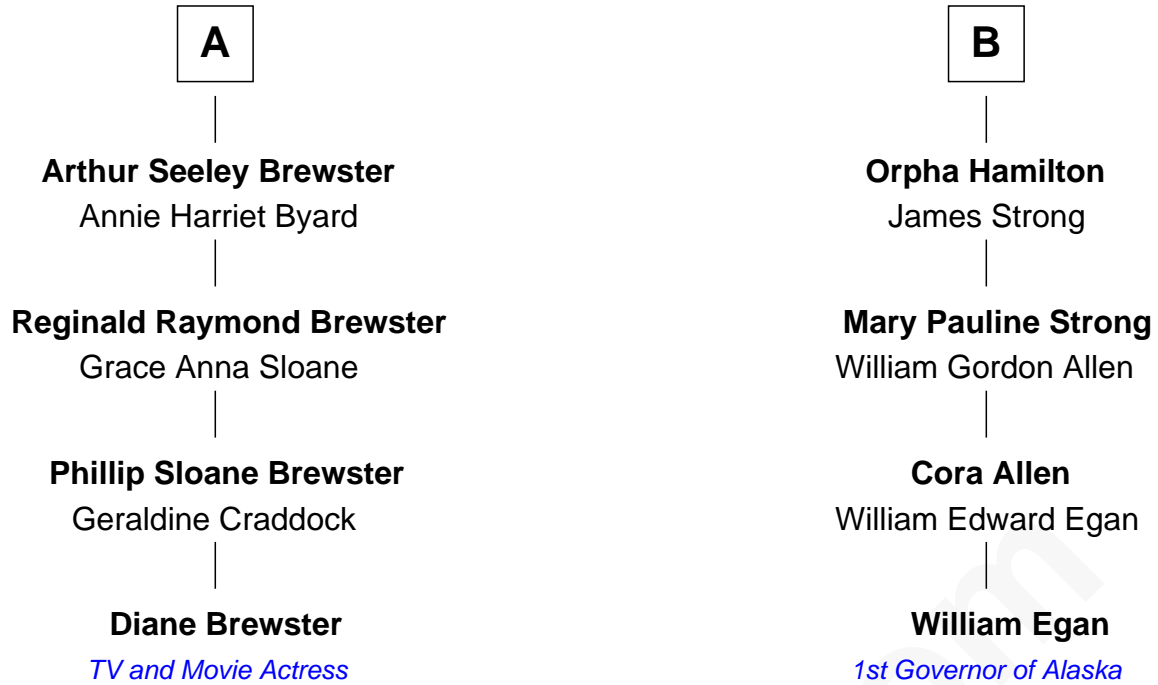 A
Arthur Seeley Brewster
Annie Harriet Byard
Reginald Raymond Brewster
Grace Anna Sloane
Phillip Sloane Brewster
Geraldine Craddock
Diane Brewster
TV and Movie Actress
B
Orpha Hamilton
James Strong
Mary Pauline Strong
William Gordon Allen
Cora Allen
William Edward Egan
William Egan
1st Governor of Alaska
om